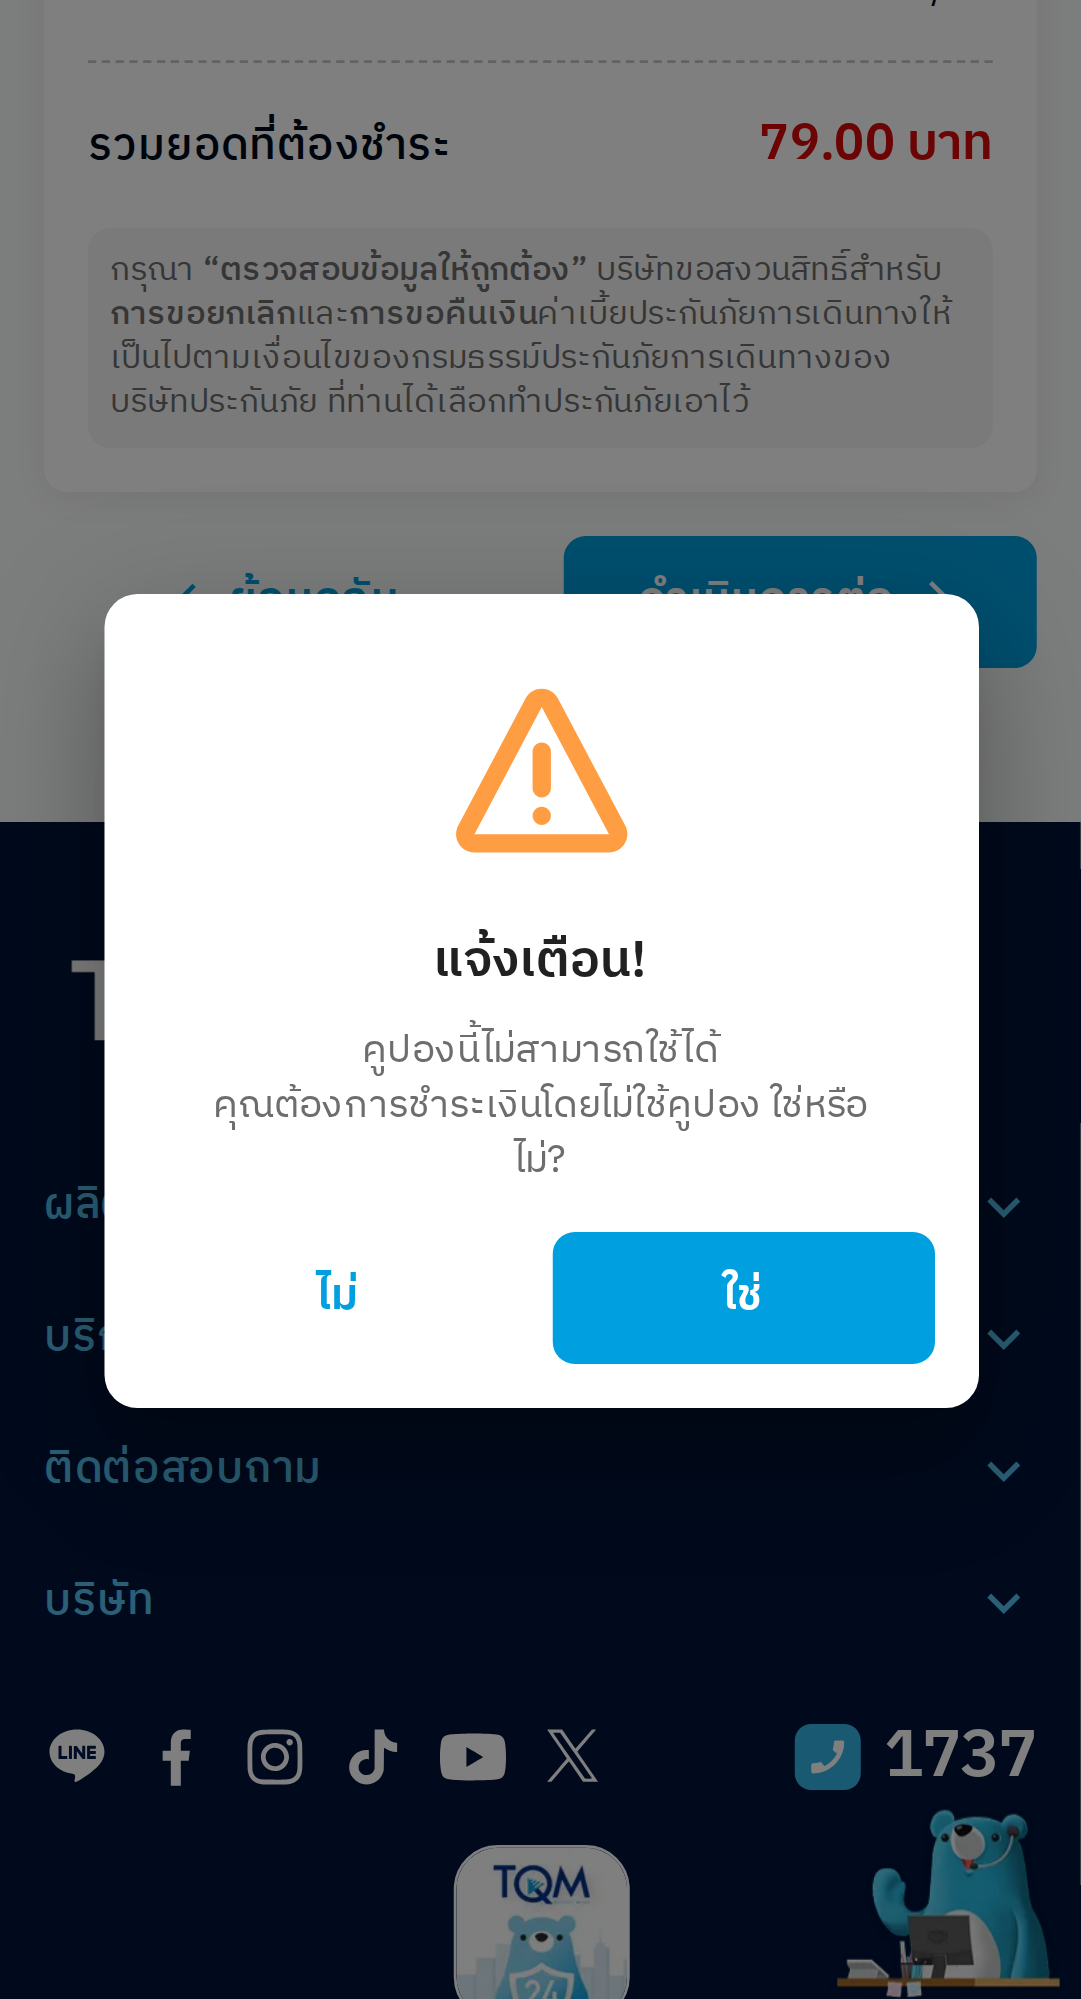 รวมยอดที่ต้องชำระ 79.00 บาท
กรุณา “ตรวจสอบข้อมูลให้ถูกต้อง” บริษัทขอสงวนสิทธิ์สำหรับ
การขอยกเลิกและการขอคืนเงินค่าเบี้ยประกันภัยการเดินทางให้
เป็นไปตามเงื่อนไขของกรมธรรม์ประกันภัยการเดินทางของ
บริษัทประกันภัย ที่ท่านได้เลือกทำประกันภัยเอาไว้
แจ้งเตือน!
คูปองนี้ไม่สามารถใช้ได้
คุณต้องการชำระเงินโดยไม่ใช้คูปอง ใช่หรือ
ไม่?
ไม่ ใช่
ติดต่อสอบถาม
บริษัท
LINE 1737
TQM
24